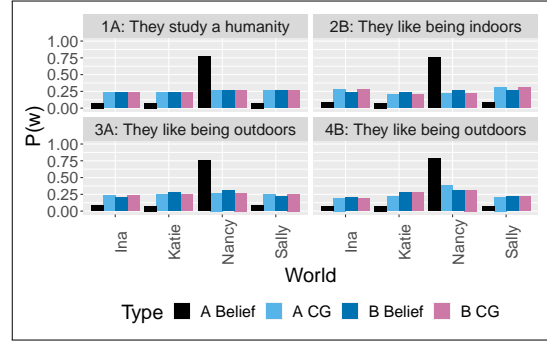 1A: They study a humanity
2B: They like being indoors
1.00
0.75
0.50
0.25
0.00
3A: They like being outdoors
4B: They like being outdoors
1.00
0.75
0.50
0.25
0.00
P(w)
Ina
Katie
Nancy
Sally
Ina
Katie
Nancy
Sally
World
Type A Belief A CG B Belief B CG